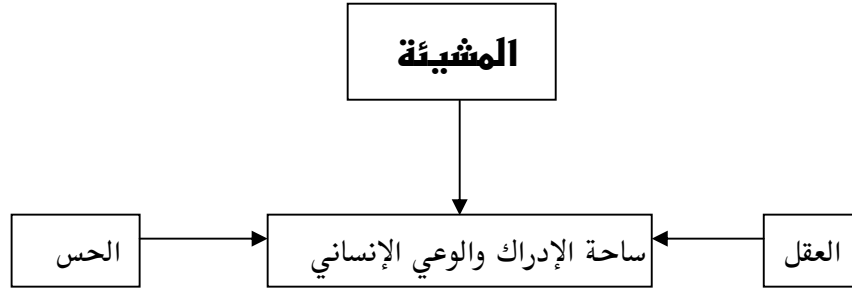 المشيئة
العقل
ساحة الإدراك والوعي الإنساني
الحس